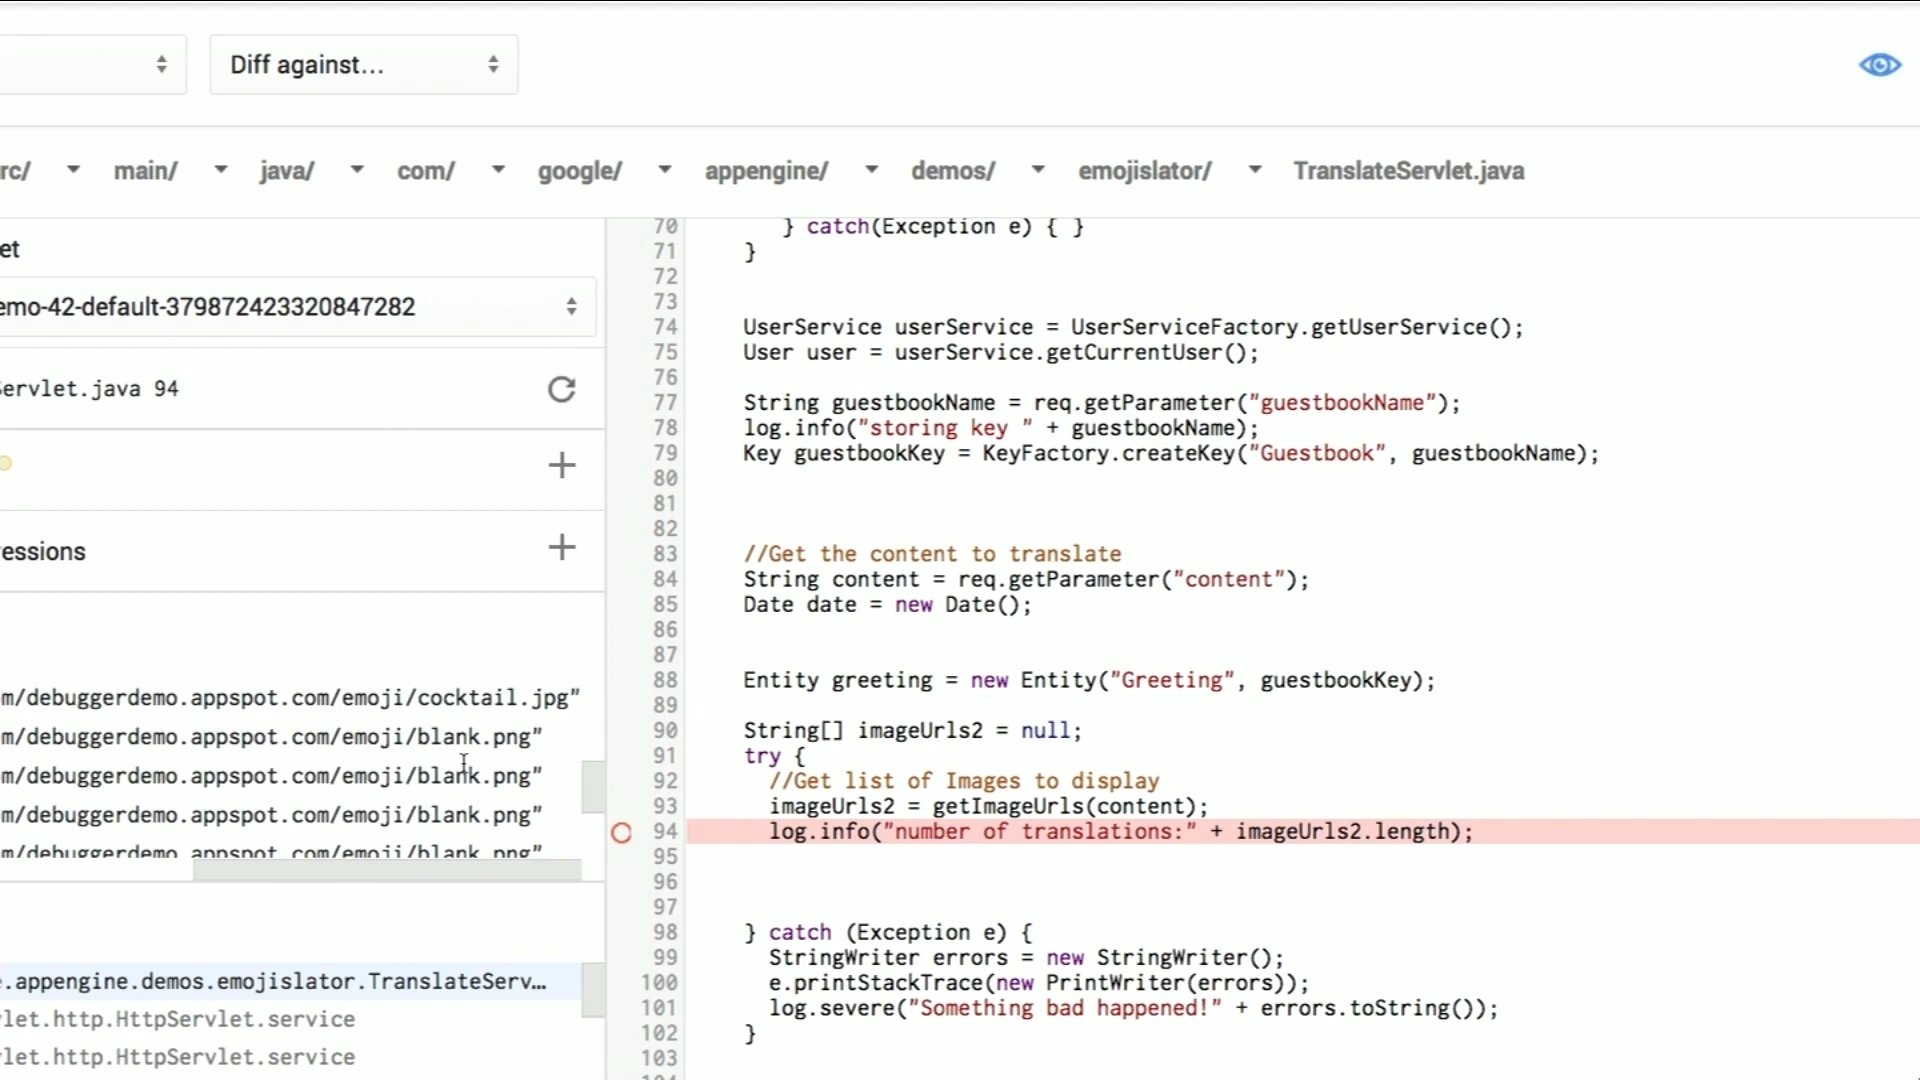 Diff against...
rc/ main/ java/ com/ google/ appengine/ demos/ emojislator/ TranslateServlet.java
et
emo-42-default-379872423320847282
Servlet.java 94
essions
m/debuggerdemo.appspot.com/emoji/cocktail.jpg"
m/debuggerdemo.appspot.com/emoji/blank.png"
m/debuggerdemo.appspot.com/emoji/blank.png"
m/debuggerdemo.appspot.com/emoji/blank.png"
m/debuggerdemo.appspot.com/emoji/blank.png"
.appengine.demos.emojislator.TranslateServ...
let.http.HttpServlet.service
let.http.HttpServlet.service
70 } catch(Exception e) { }
71 }
72
73
74 UserService userService = UserServiceFactory.getUserService();
75 User user = userService.getCurrentUser();
76
77 String guestbookName = req.getParameter("guestbookName");
78 log.info("storing key " + guestbookName);
79 Key guestbookKey = KeyFactory.createKey("Guestbook", guestbookName);
80
81
82
83 //Get the content to translate
84 String content = req.getParameter("content");
85 Date date = new Date();
86
87
88 Entity greeting = new Entity("Greeting", guestbookKey);
89
90 String[] imageUrls2 = null;
91 try {
92 //Get list of Images to display
93 imageUrls2 = getImageUrls(content);
94 log.info("number of translations:" + imageUrls2.length);
95
96
97
98 } catch (Exception e) {
99 StringWriter errors = new StringWriter();
100 e.printStackTrace(new PrintWriter(errors));
101 log.severe("Something bad happened!" + errors.toString());
102 }
103
104